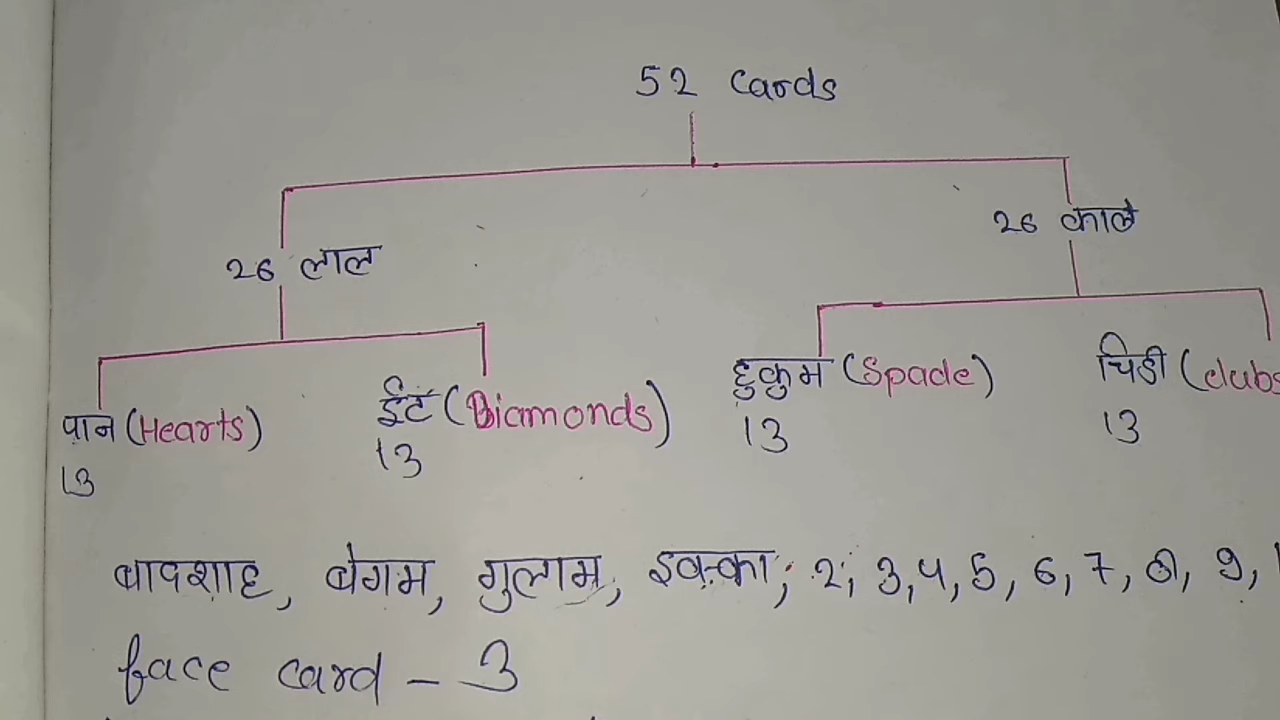 52 Cards
26 लाल
26 काले
पान (Hearts)
ईट (Diamonds)
हुकुम (Spade)
चिडी (clubs
13
13
13
13
बादशाह, बेगम, गुलाम, इक्का, 2, 3, 4, 5, 6, 7, 8, 9,
face card - 3